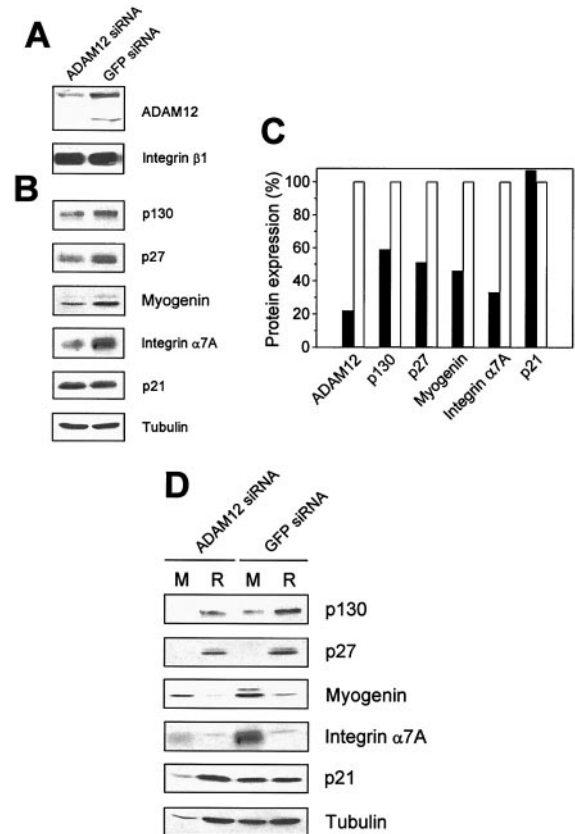 A
ADAM12 siRNA
GFP siRNA
ADAM12
Integrin β1
B
p130
p27
Myogenin
Integrin α7A
p21
Tubulin
C
Protein expression (%)
100
80
60
40
20
0
ADAM12
p130
p27
Myogenin
Integrin α7A
p21
D
ADAM12 siRNA
GFP siRNA
M R M R
p130
p27
Myogenin
Integrin α7A
p21
Tubulin